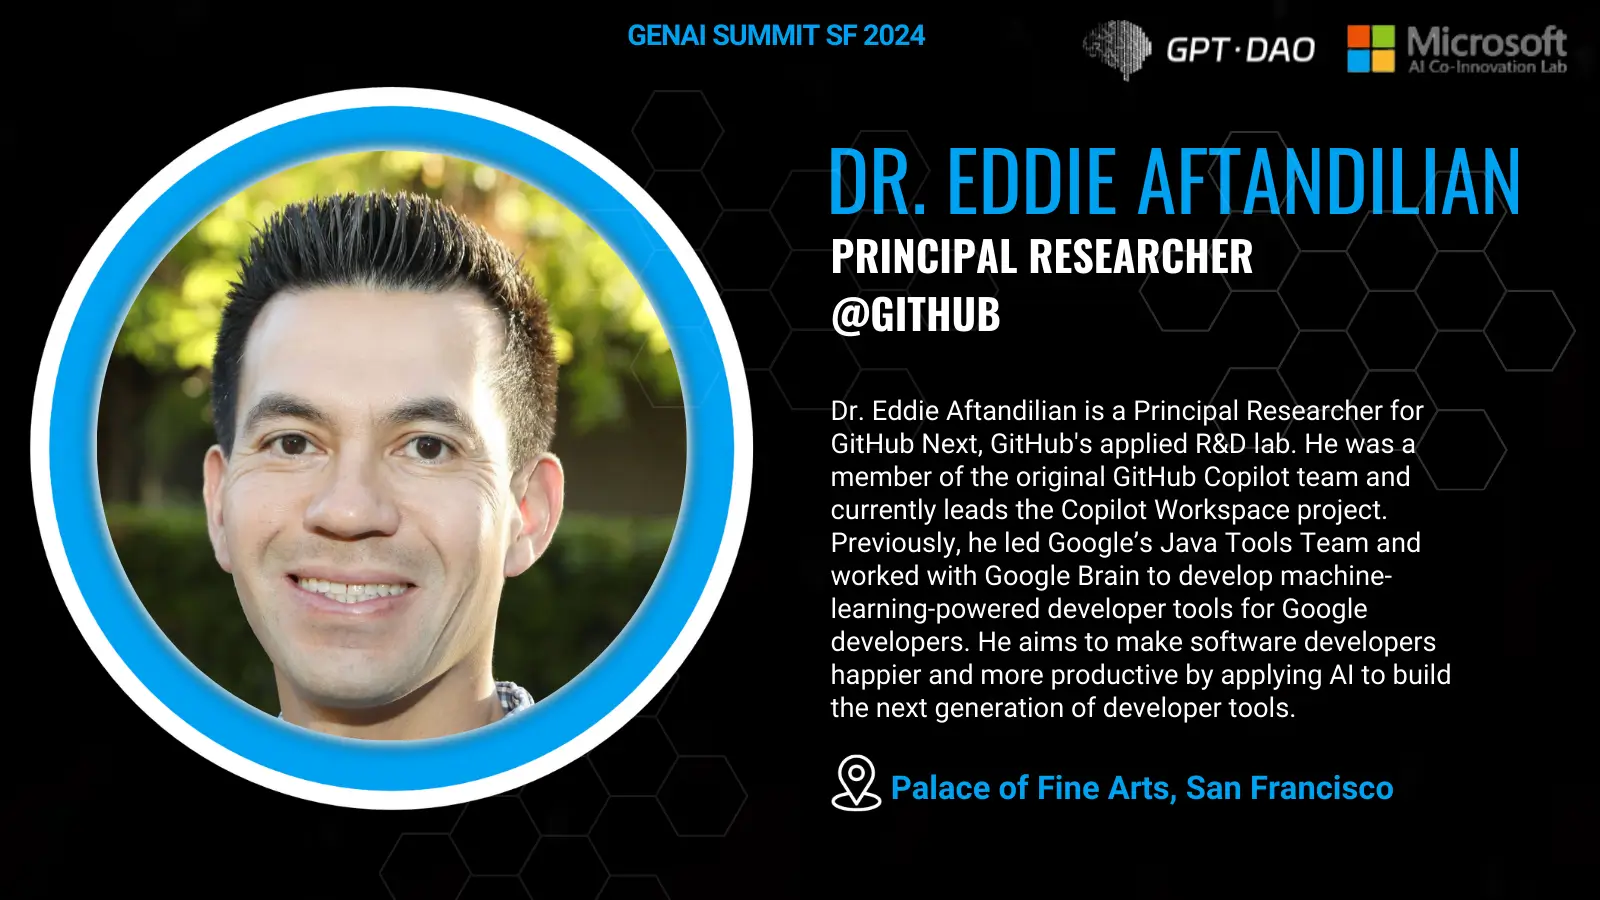 GENAI SUMMIT SF 2024
GPT·DAO
Microsoft
AI Co-Innovation Lab
DR. EDDIE AFTANDILIAN
PRINCIPAL RESEARCHER
@GITHUB
Dr. Eddie Aftandilian is a Principal Researcher for
GitHub Next, GitHub's applied R&D lab. He was a
member of the original GitHub Copilot team and
currently leads the Copilot Workspace project.
Previously, he led Google’s Java Tools Team and
worked with Google Brain to develop machine-
learning-powered developer tools for Google
developers. He aims to make software developers
happier and more productive by applying AI to build
the next generation of developer tools.
Palace of Fine Arts, San Francisco